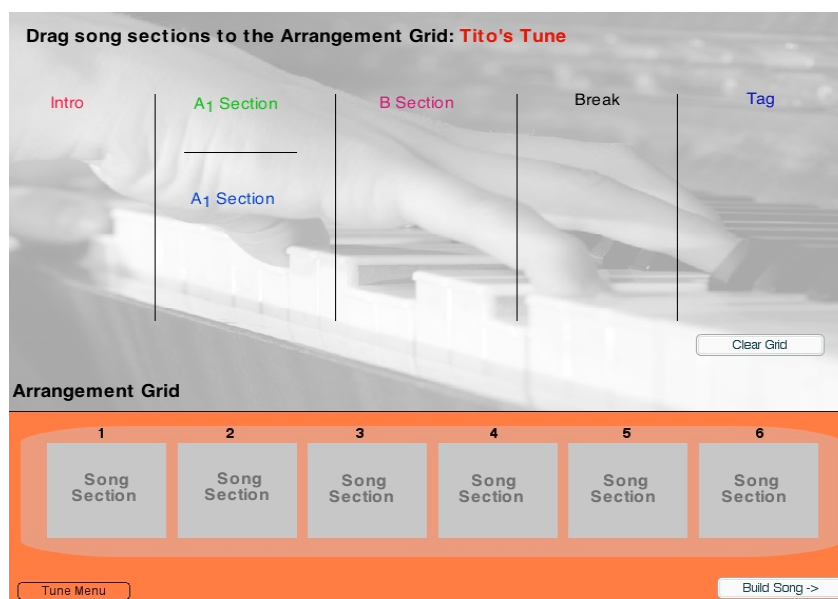 Drag song sections to the Arrangement Grid: Tito's Tune
Intro
A1 Section
B Section
Break
Tag
A1 Section
Clear Grid
Arrangement Grid
1 2 3 4 5 6
Song Section
Song Section
Song Section
Song Section
Song Section
Song Section
Tune Menu
Build Song ->